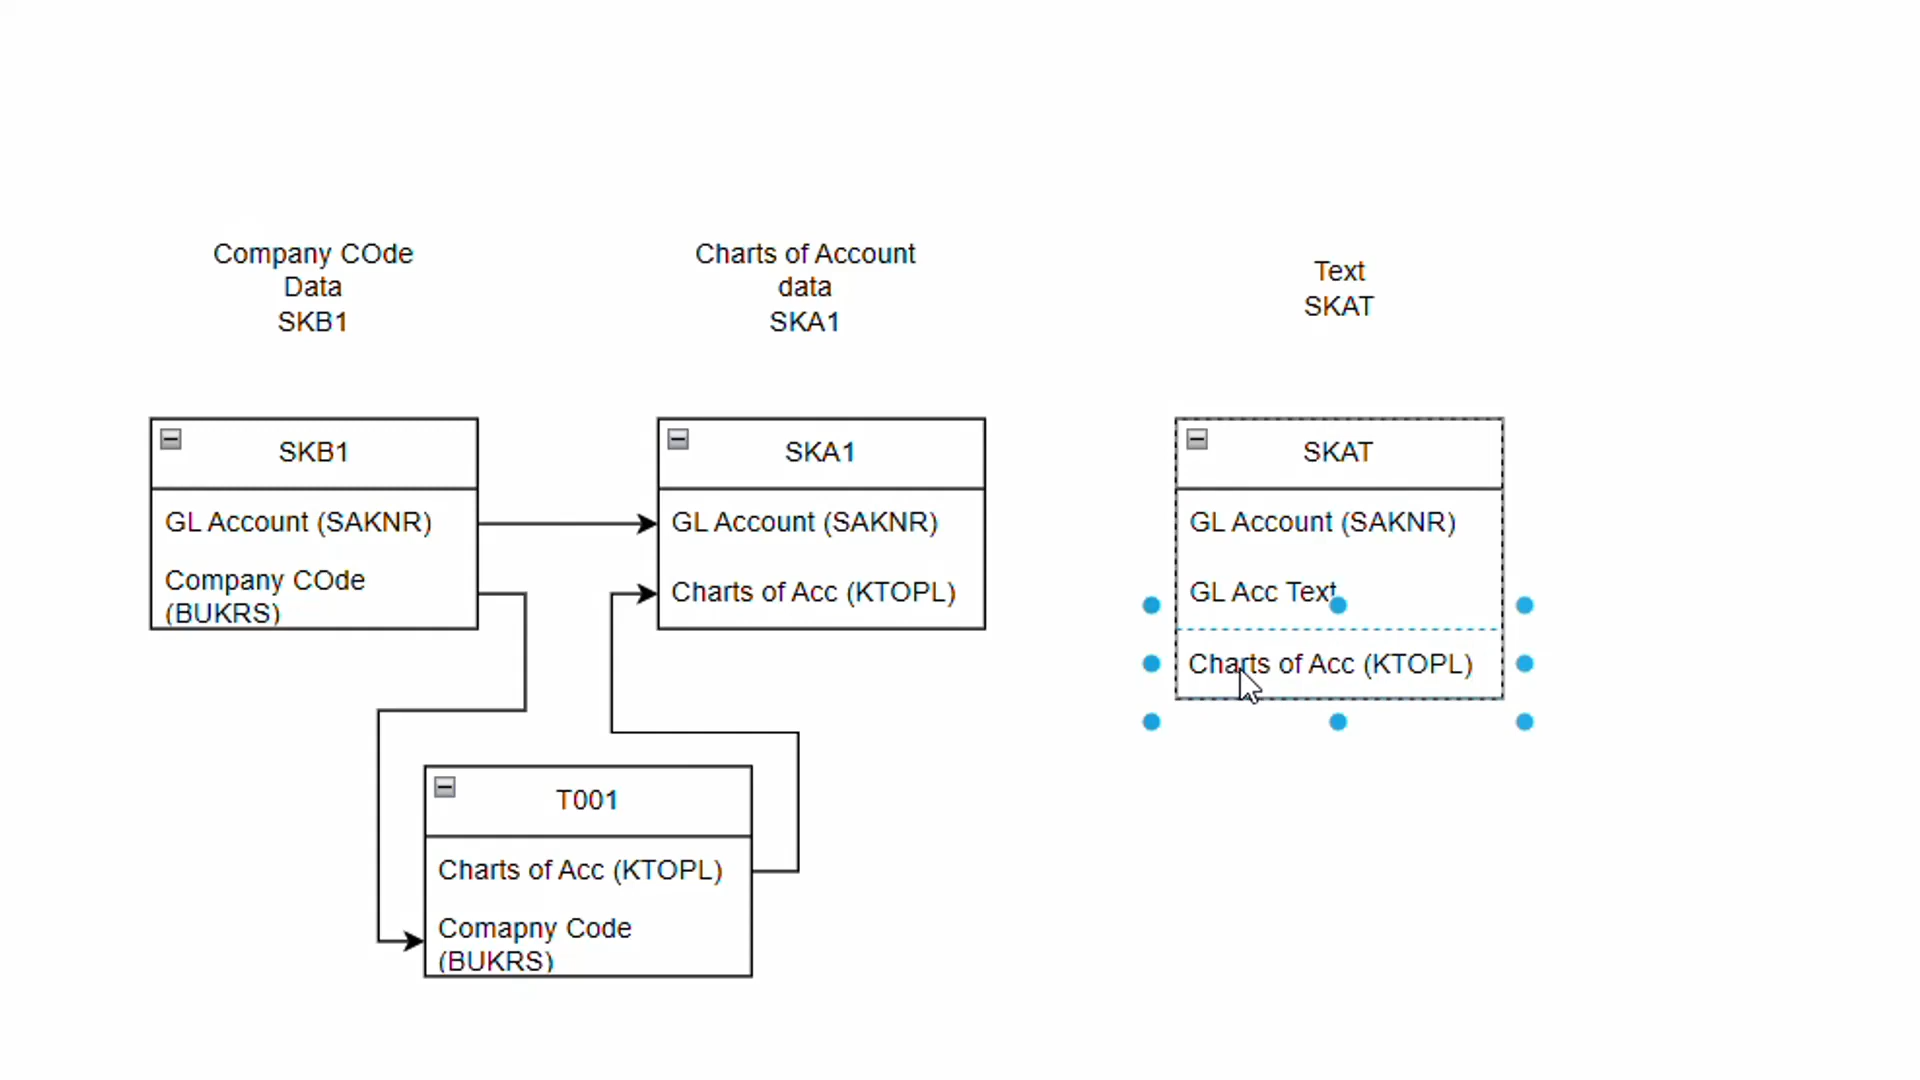 Company COde
Data
SKB1
Charts of Account
data
SKA1
Text
SKAT
SKB1
GL Account (SAKNR)
Company COde
(BUKRS)
SKA1
GL Account (SAKNR)
Charts of Acc (KTOPL)
SKAT
GL Account (SAKNR)
GL Acc Text
Charts of Acc (KTOPL)
T001
Charts of Acc (KTOPL)
Comapny Code
(BUKRS)